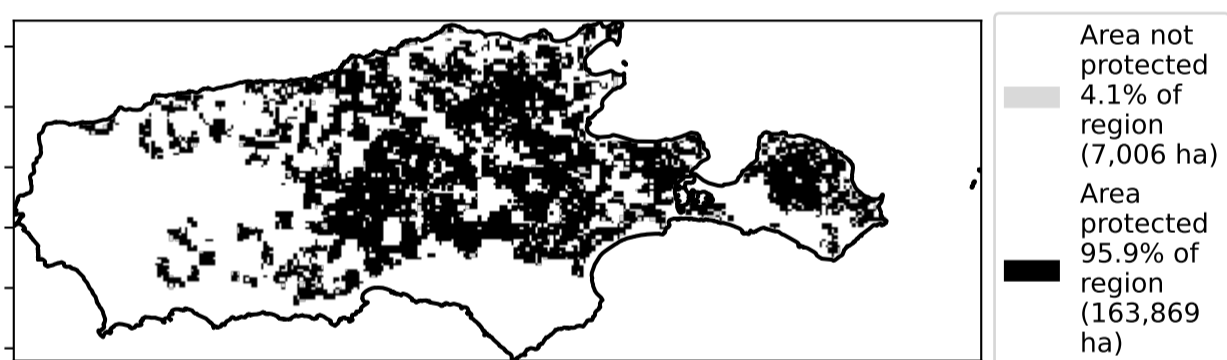 Area not
protected
4.1% of
region
(7,006 ha)
Area
protected
95.9% of
region
(163,869
ha)